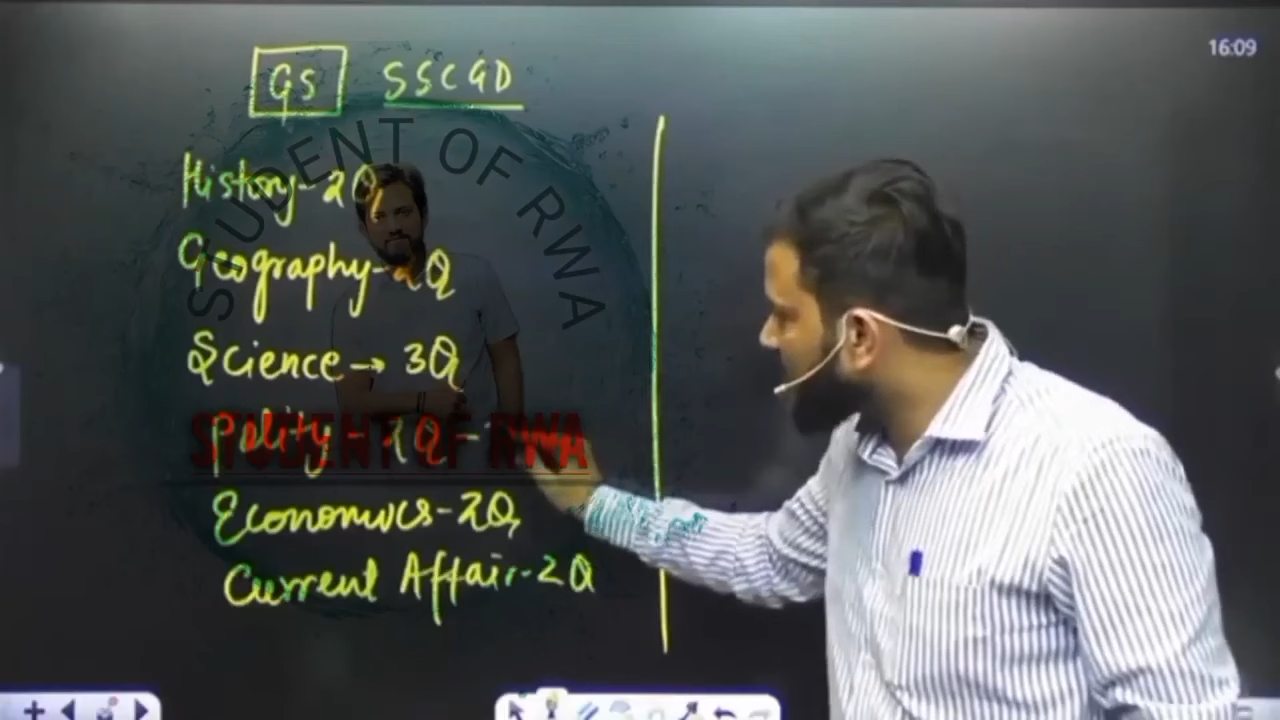 16:09
GS SSCGD
STUDENT OF RWA
History - 2Q
Geography - 2Q
Science → 3Q
Polity - 2Q -
STUDENT OF RWA
Economics - 2Q
Current Affair - 2Q